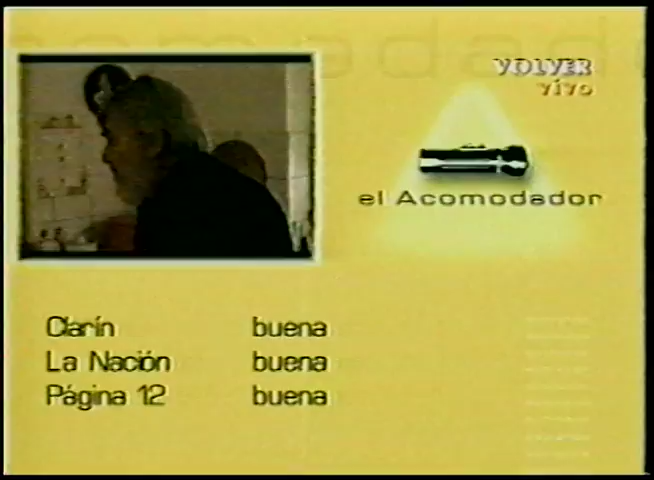 VOLVER
vivo
el Acomodador
Clarín buena
La Nación buena
Página 12 buena